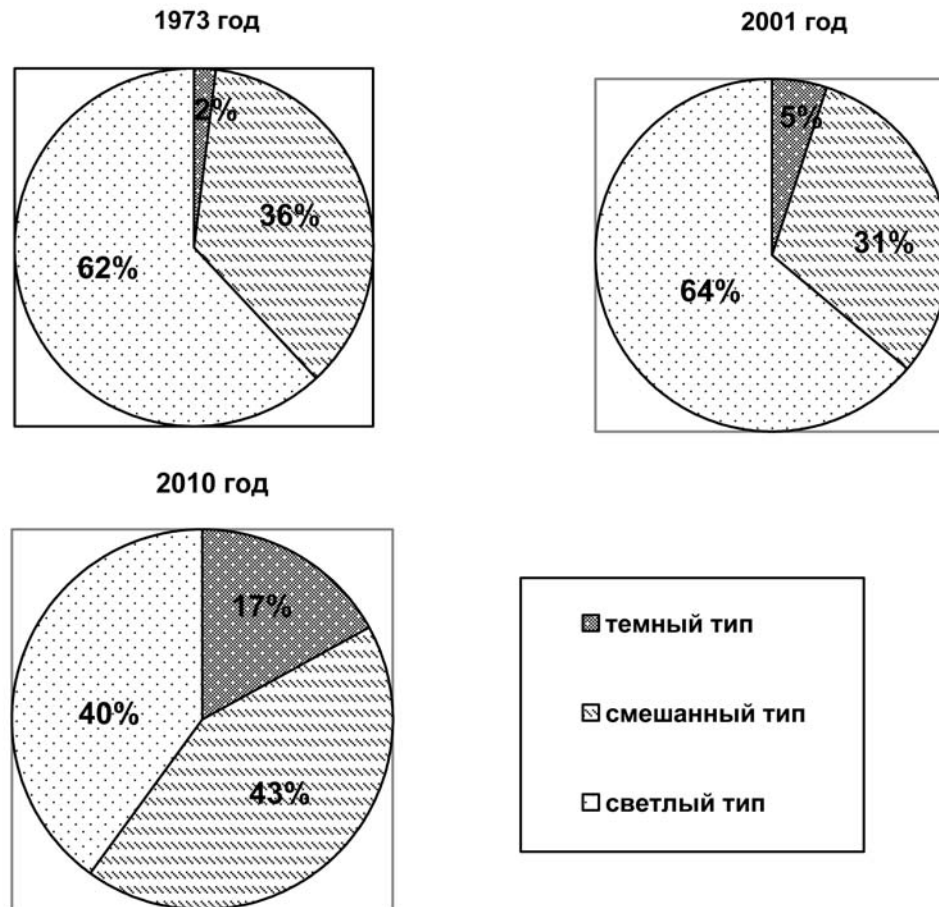 1973 год
2%
36%
62%
2001 год
5%
31%
64%
2010 год
17%
40%
43%
темный тип
смешанный тип
светлый тип